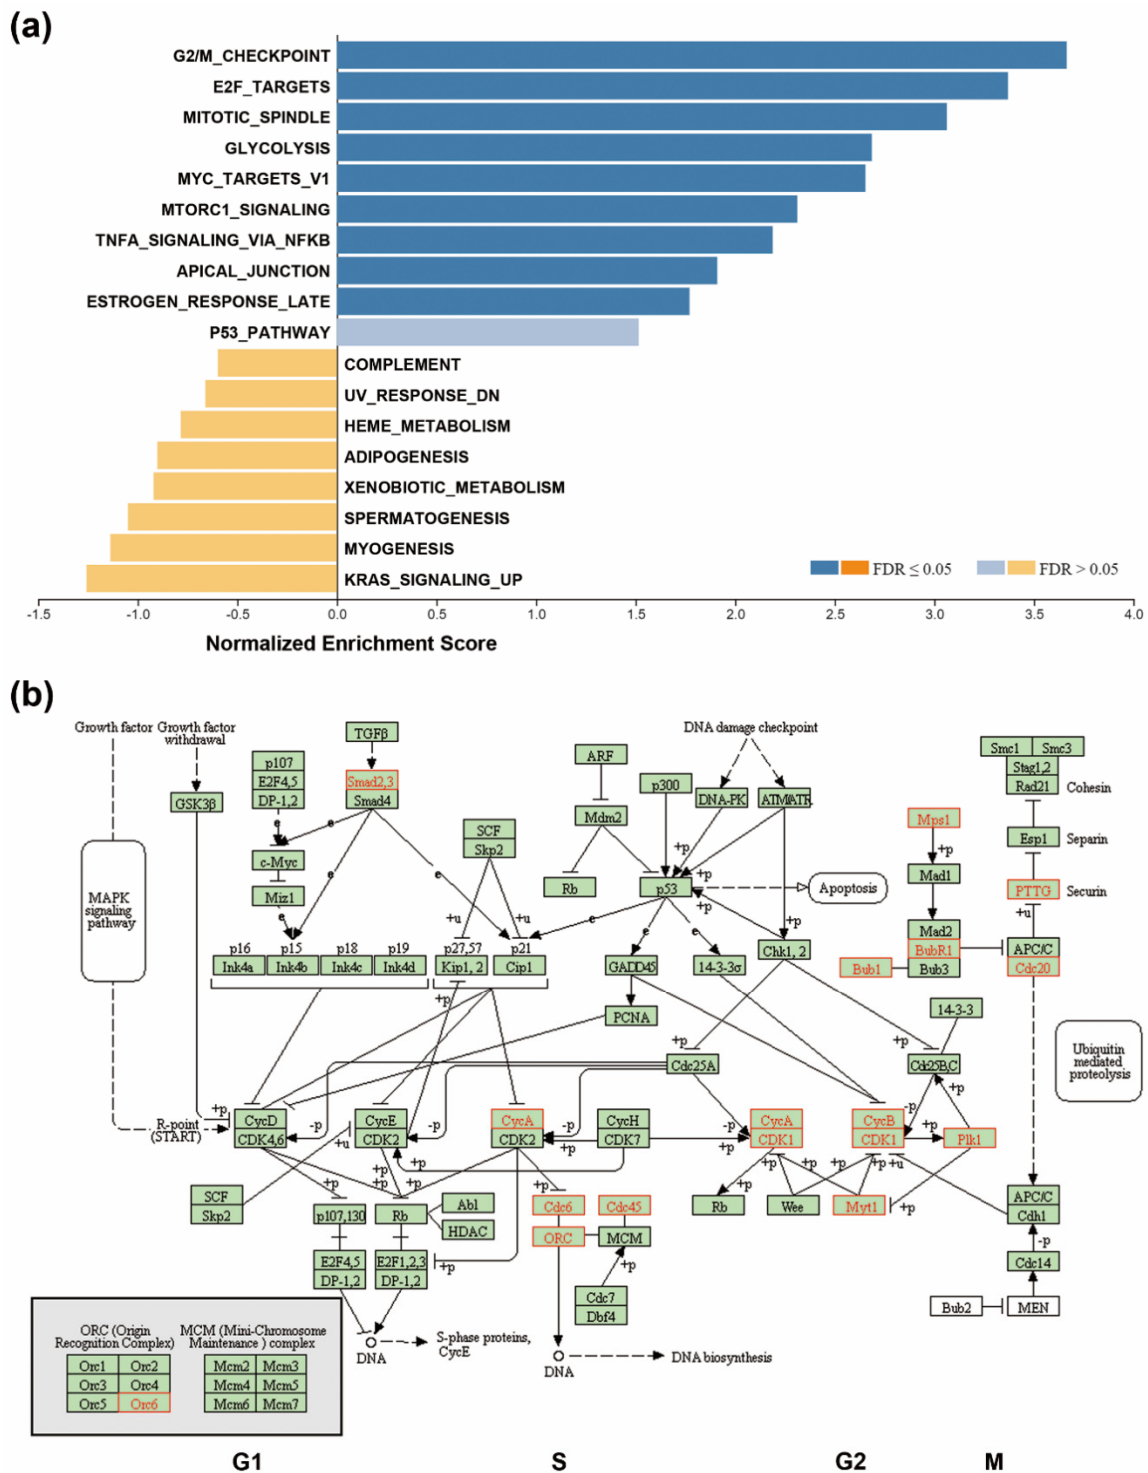 (a)
G2/M_CHECKPOINT
E2F_TARGETS
MITOTIC_SPINDLE
GLYCOLYSIS
MYC_TARGETS_V1
MTORC1_SIGNALING
TNFA_SIGNALING_VIA_NFKB
APICAL_JUNCTION
ESTROGEN_RESPONSE_LATE
P53_PATHWAY
COMPLEMENT
UV_RESPONSE_DN
HEME_METABOLISM
ADIPOGENESIS
XENOBIOTIC_METABOLISM
SPERMATOGENESIS
MYOGENESIS
KRAS_SIGNALING_UP
FDR ≤ 0.05 FDR > 0.05
-1.5 -1.0 -0.5 0.0 0.5 1.0 1.5 2.0 2.5 3.0 3.5 4.0
Normalized Enrichment Score
(b)
Growth factor
Growth factor
withdrawal
TGFβ
DNA damage checkpoint
p107
E2F4,5
DP-1,2
GSK3β
Smad2,3
Smad4
ARF
p300
DNA-PK
ATM/ATR
Smc1 Smc3
Stag1,2
Rad21
Cohesin
e
e
SCF
Skp2
Mdm2
Mps1
+p
Esp1
Separin
c-Myc
Miz1
e
e
e
MAPK
signaling
pathway
Rb
p53
+p
+p
+p
Apoptosis
Mad1
PTTG
Securin
+u
+u
+u
e
e
e
+p
Mad2
BubR1
Bub3
Bub1
APC/C
Cdc20
p16
Ink4a
p15
Ink4b
p18
Ink4c
p19
Ink4d
p27,57
Kip1, 2
p21
Cip1
GADD45
14-3-3σ
Chk1, 2
+p
PCNA
14-3-3
+p
+p
Cdc25A
Cdc25B,C
Ubiquitin
mediated
proteolysis
+p
R-point
(START)
+p
CycD
CDK4,6
-p
+u
CycE
CDK2
-p
CycA
CDK2
-p
+p
CycH
CDK7
-p
+p
CycA
CDK1
CycB
CDK1
-p
+p
Plk1
+p
+p
+p
+p
+p
+p
+p
+u
SCF
Skp2
p107,130
Rb
Abl
HDAC
+p
Cdc6
Cdc45
ORC
MCM
Rb
Wee
Myt1
+p
APC/C
Cdh1
-p
E2F4,5
DP-1,2
E2F1,2,3
DP-1,2
+p
+p
Cdc7
Dbf4
Cdc14
Bub2
MEN
DNA
S-phase proteins,
CycE
DNA
DNA biosynthesis
ORC (Origin
Recognition Complex)
MCM (Mini-Chromosome
Maintenance ) complex
Orc1 Orc2
Orc3 Orc4
Orc5 Orc6
Mcm2 Mcm3
Mcm4 Mcm5
Mcm6 Mcm7
G1 S G2 M